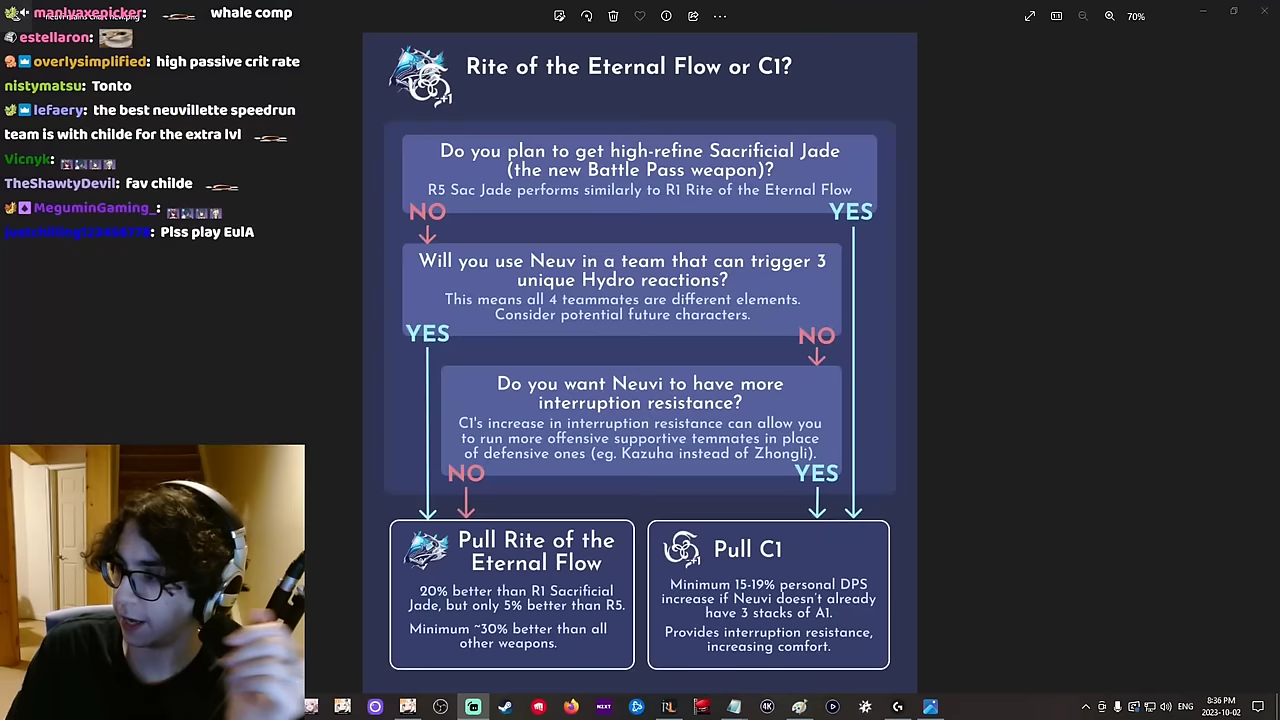 manlyaxepicker: whale comp
estellaron:
overlysimplified: high passive crit rate
nistymatsu: Tonto
lefaery: the best neuvillette speedrun
team is with childe for the extra lvl
Vicnyk:
TheShawtyDevil: fav childe
MeguminGaming_:
: Plss play EulA
70%
Rite of the Eternal Flow or C1?
Do you plan to get high-refine Sacrificial Jade
(the new Battle Pass weapon)?
R5 Sac Jade performs similarly to R1 Rite of the Eternal Flow
NO
YES
Will you use Neuv in a team that can trigger 3
unique Hydro reactions?
This means all 4 teammates are different elements.
Consider potential future characters.
YES
NO
Do you want Neuvi to have more
interruption resistance?
C1's increase in interruption resistance can allow you
to run more offensive supportive temmates in place
of defensive ones (eg. Kazuha instead of Zhongli).
NO
YES
Pull Rite of the
Eternal Flow
20% better than R1 Sacrificial
Jade, but only 5% better than R5.
Minimum ~30% better than all
other weapons.
Pull C1
Minimum 15-19% personal DPS
increase if Neuvi doesn't already
have 3 stacks of A1.
Provides interruption resistance,
increasing comfort.
NZXT
4K
ENG
8:36 PM
2023-10-02